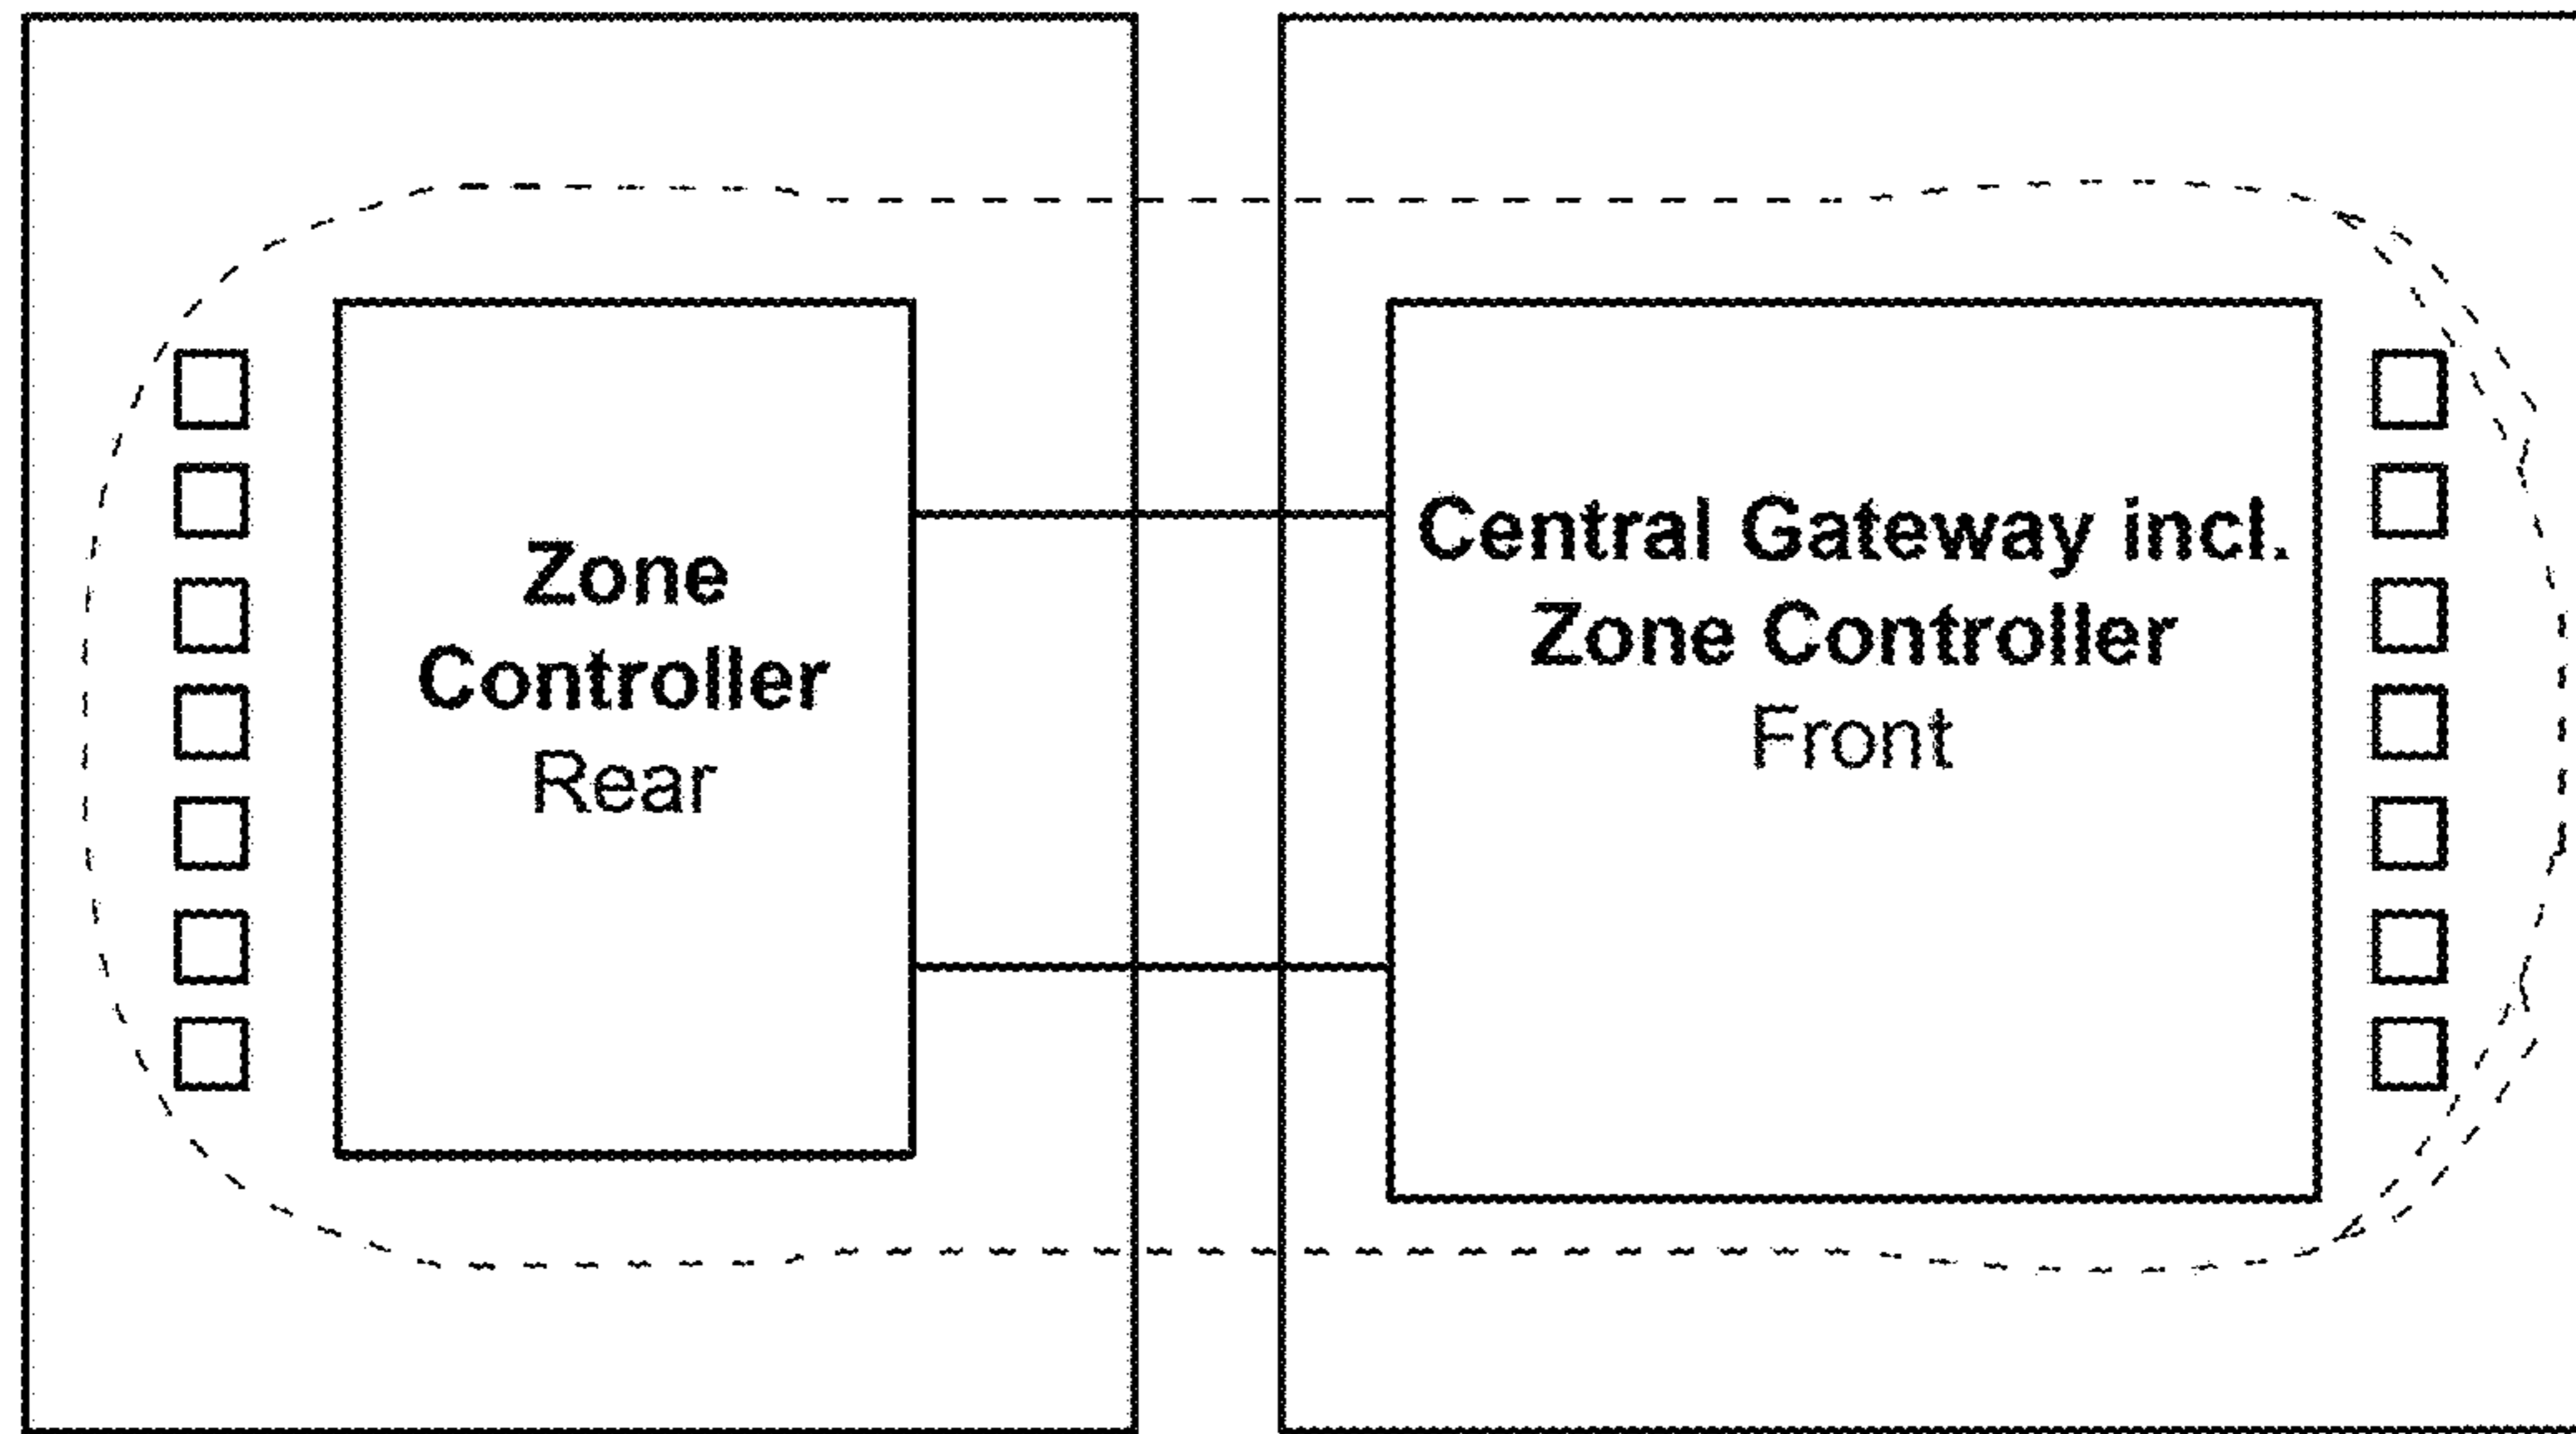 Zone
Controller
Rear
Central Gateway incl.
Zone Controller
Front